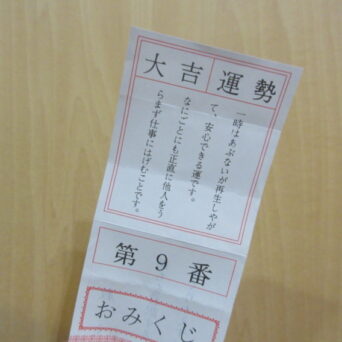 大吉運勢
一時はあぶないが再生しやが
て、安心できる運です。
なにごとにも正直に他人をう
らまず仕事にはげむことです。
第9番
おみくじ